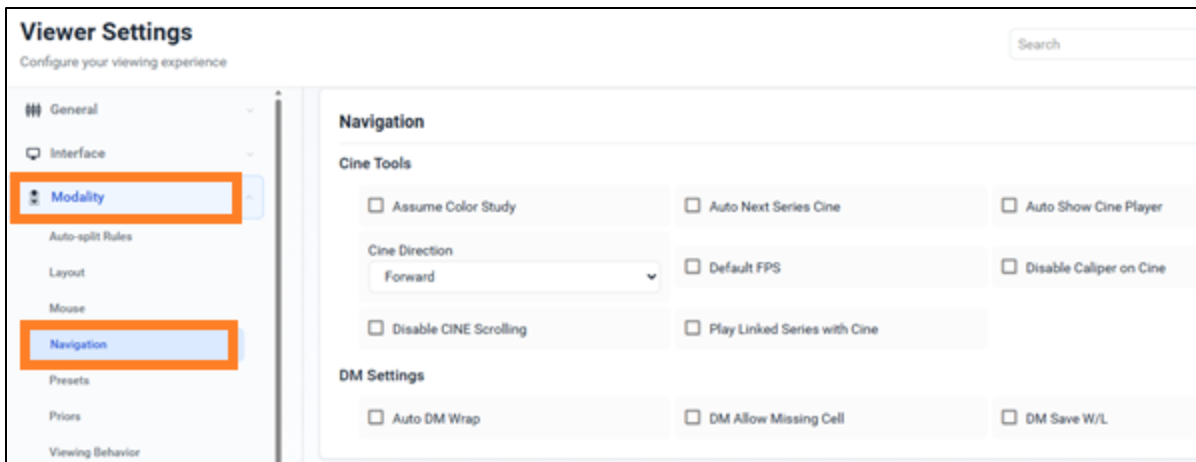 Viewer Settings
Configure your viewing experience
Search
General
Interface
Modality
Auto-split Rules
Layout
Mouse
Navigation
Presets
Priors
Viewing Behavior
Navigation
Cine Tools
Assume Color Study
Auto Next Series Cine
Auto Show Cine Player
Cine Direction
Forward
Default FPS
Disable Caliper on Cine
Disable CINE Scrolling
Play Linked Series with Cine
DM Settings
Auto DM Wrap
DM Allow Missing Cell
DM Save W/L